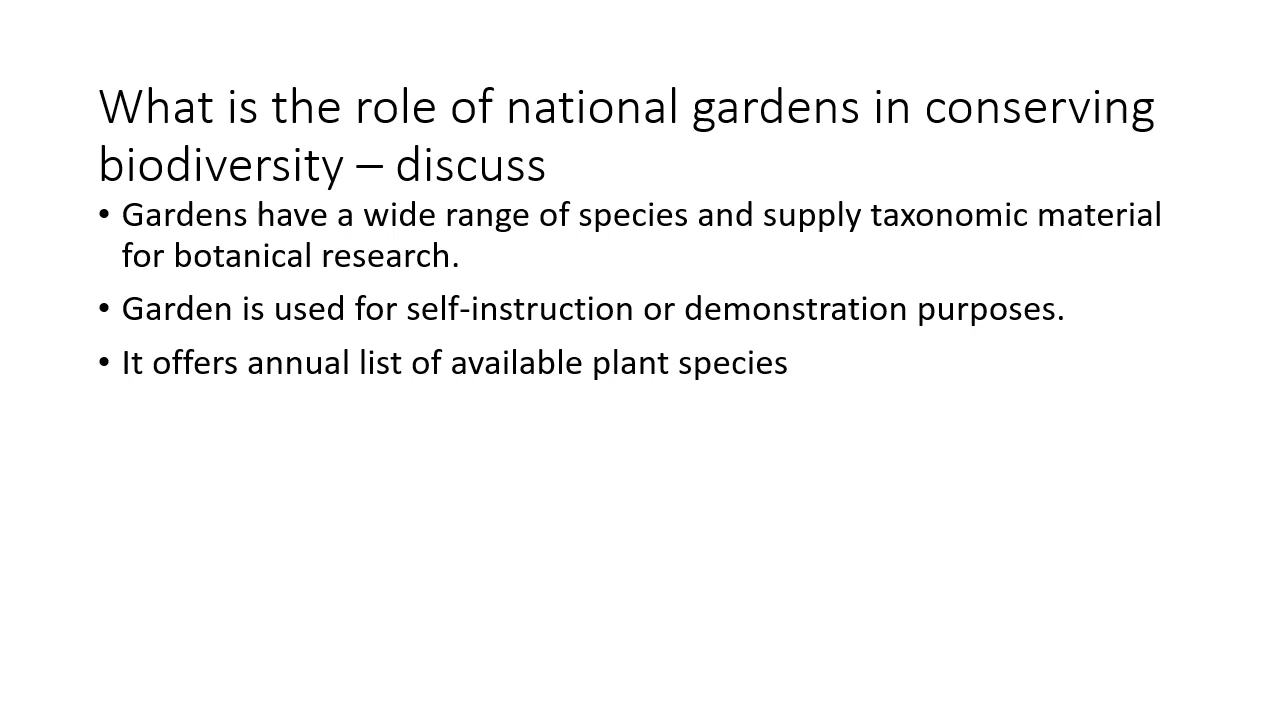 What is the role of national gardens in conserving
biodiversity – discuss
• Gardens have a wide range of species and supply taxonomic material
for botanical research.
• Garden is used for self-instruction or demonstration purposes.
• It offers annual list of available plant species